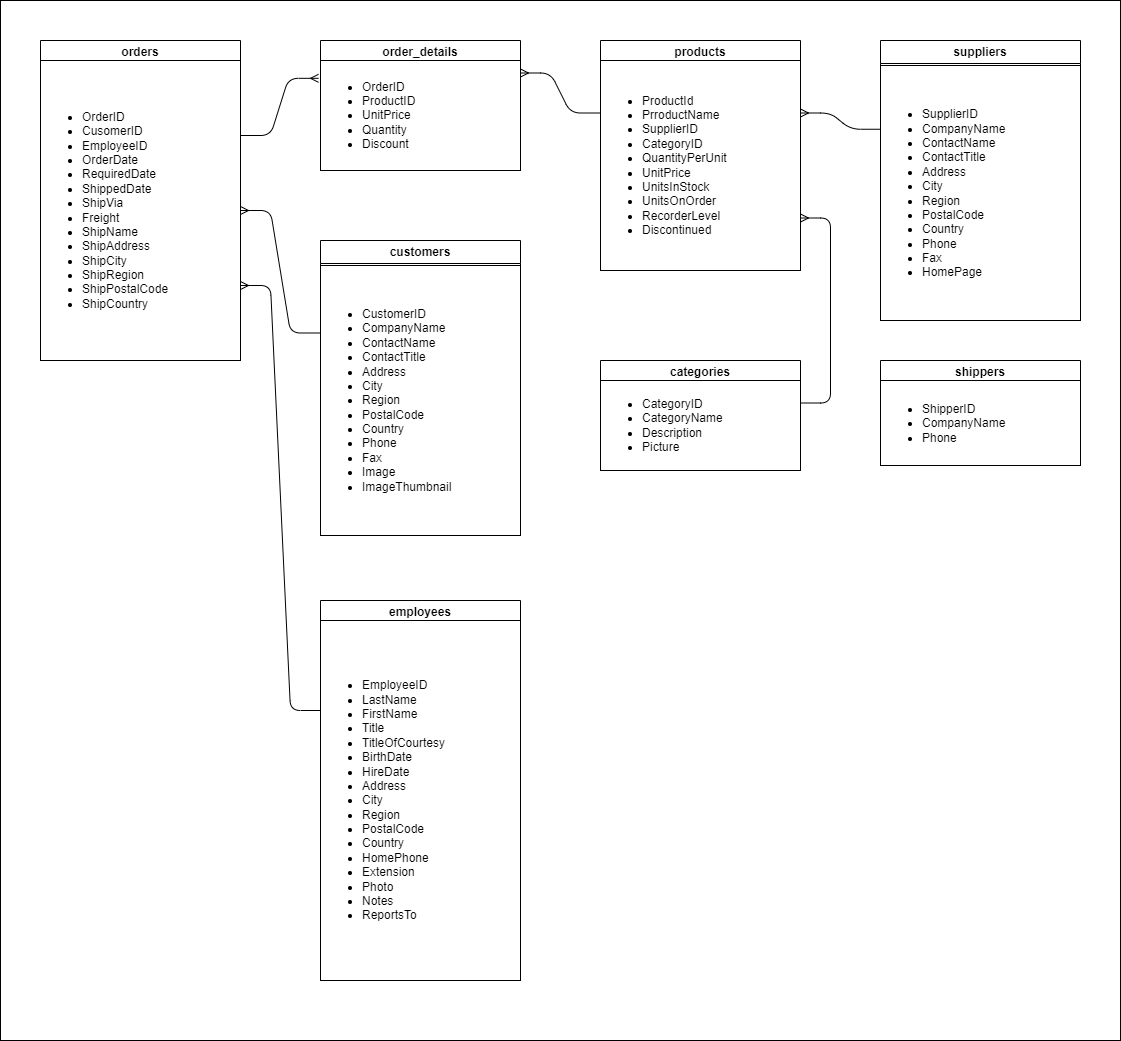 orders
OrderID
CusomerID
EmployeeID
OrderDate
RequiredDate
ShippedDate
ShipVia
Freight
ShipName
ShipAddress
ShipCity
ShipRegion
ShipPostalCode
ShipCountry
order_details
OrderID
ProductID
UnitPrice
Quantity
Discount
products
ProductId
PrroductName
SupplierID
CategoryID
QuantityPerUnit
UnitPrice
UnitsInStock
UnitsOnOrder
RecorderLevel
Discontinued
suppliers
SupplierID
CompanyName
ContactName
ContactTitle
Address
City
Region
PostalCode
Country
Phone
Fax
HomePage
customers
CustomerID
CompanyName
ContactName
ContactTitle
Address
City
Region
PostalCode
Country
Phone
Fax
Image
ImageThumbnail
categories
CategoryID
CategoryName
Description
Picture
shippers
ShipperID
CompanyName
Phone
employees
EmployeeID
LastName
FirstName
Title
TitleOfCourtesy
BirthDate
HireDate
Address
City
Region
PostalCode
Country
HomePhone
Extension
Photo
Notes
ReportsTo